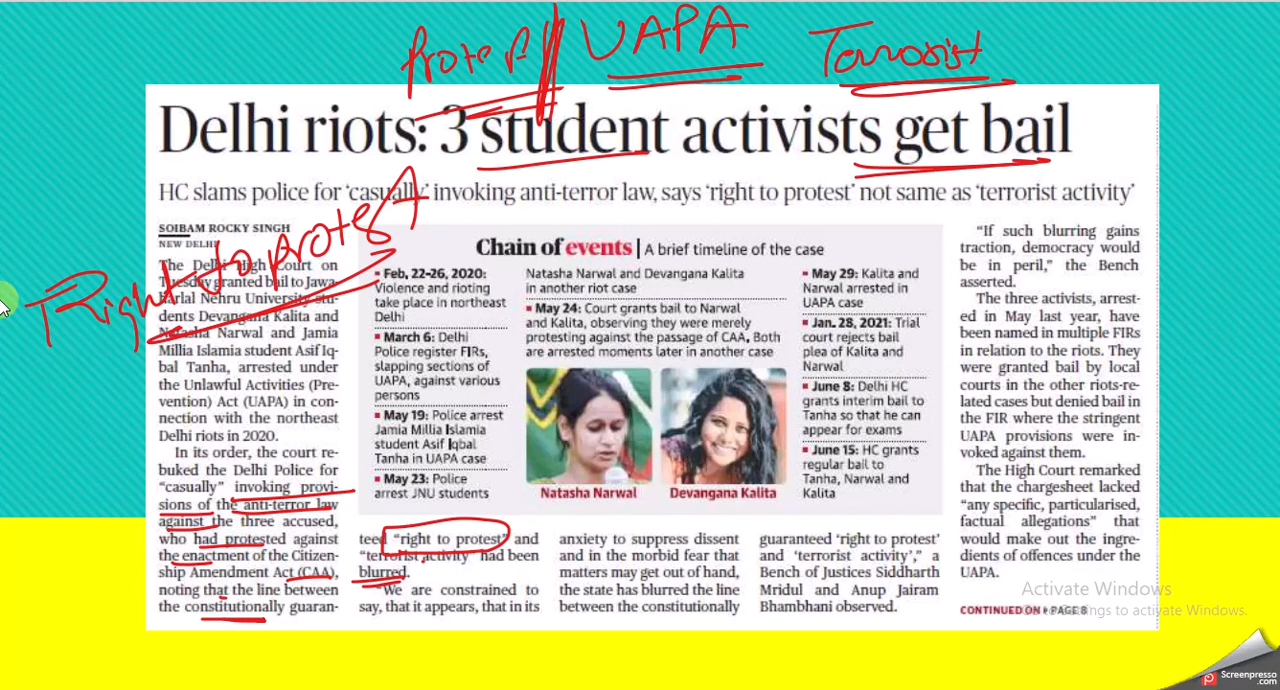 Protest UAPA Terrorist
Delhi riots: 3 student activists get bail
HC slams police for ‘casually’ invoking anti-terror law, says ‘right to protest’ not same as ‘terrorist activity’
Right to protest
SOIBAM ROCKY SINGH
NEW DELHI
The Delhi High Court on
Tuesday granted bail to Jawa-
harlal Nehru University stu-
dents Devangana Kalita and
Natasha Narwal and Jamia
Millia Islamia student Asif Iq-
bal Tanha, arrested under
the Unlawful Activities (Pre-
vention) Act (UAPA) in con-
nection with the northeast
Delhi riots in 2020.
In its order, the court re-
buked the Delhi Police for
“casually” invoking provi-
sions of the anti-terror law
against the three accused,
who had protested against
the enactment of the Citizen-
ship Amendment Act (CAA),
noting that the line between
the constitutionally guaran-
Chain of events | A brief timeline of the case
Feb, 22-26, 2020:
Violence and rioting
take place in northeast
Delhi
March 6: Delhi
Police register FIRs,
slapping sections of
UAPA, against various
persons
May 19: Police arrest
Jamia Millia Islamia
student Asif Iqbal
Tanha in UAPA case
May 23: Police
arrest JNU students
Natasha Narwal and Devangana Kalita
in another riot case
May 24: Court grants bail to Narwal
and Kalita, observing they were merely
protesting against the passage of CAA. Both
are arrested moments later in another case
Natasha Narwal Devangana Kalita
May 29: Kalita and
Narwal arrested in
UAPA case
Jan. 28, 2021: Trial
court rejects bail
plea of Kalita and
Narwal
June 8: Delhi HC
grants interim bail to
Tanha so that he can
appear for exams
June 15: HC grants
regular bail to
Tanha, Narwal and
Kalita
teed “right to protest” and
“terrorist activity” had been
blurred.
“We are constrained to
say, that it appears, that in its
anxiety to suppress dissent
and in the morbid fear that
matters may get out of hand,
the state has blurred the line
between the constitutionally
guaranteed ‘right to protest’
and ‘terrorist activity’,” a
Bench of Justices Siddharth
Mridul and Anup Jairam
Bhambhani observed.
“If such blurring gains
traction, democracy would
be in peril,” the Bench
asserted.
The three activists, arrest-
ed in May last year, have
been named in multiple FIRs
in relation to the riots. They
were granted bail by local
courts in the other riots-re-
lated cases but denied bail in
the FIR where the stringent
UAPA provisions were in-
voked against them.
The High Court remarked
that the chargesheet lacked
“any specific, particularised,
factual allegations” that
would make out the ingre-
dients of offences under the
UAPA.
CONTINUED ON PAGE 8
Activate Windows
Go to Settings to activate Windows.
Screenpresso
.com